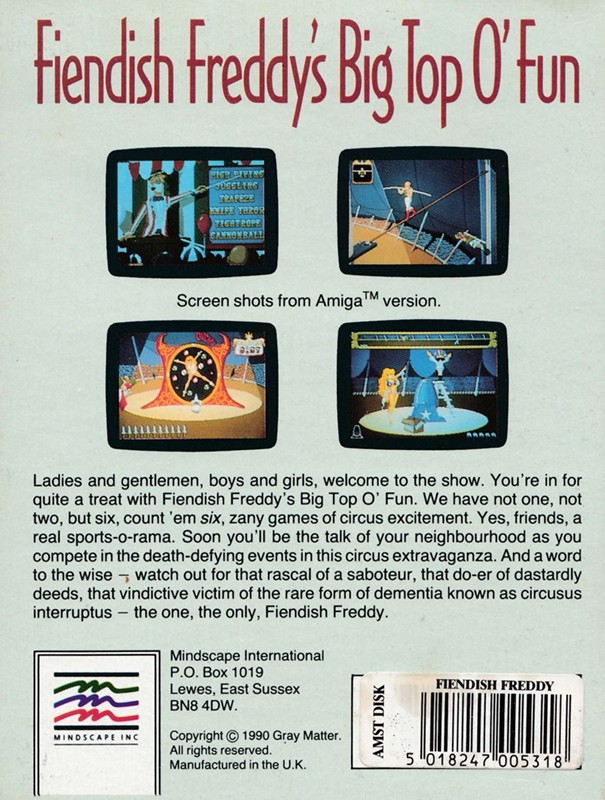 Fiendish Freddy's Big Top O' Fun
HIGH DIVING
JUGGLING
TRAPEZE
KNIFE THROW
TIGHTROPE
CANNONBALL
Screen shots from Amiga™ version.
Ladies and gentlemen, boys and girls, welcome to the show. You're in for
quite a treat with Fiendish Freddy's Big Top O' Fun. We have not one, not
two, but six, count 'em six, zany games of circus excitement. Yes, friends, a
real sports-o-rama. Soon you'll be the talk of your neighbourhood as you
compete in the death-defying events in this circus extravaganza. And a word
to the wise – watch out for that rascal of a saboteur, that do-er of dastardly
deeds, that vindictive victim of the rare form of dementia known as circusus
interruptus – the one, the only, Fiendish Freddy.
MINDSCAPE INC
Mindscape International
P.O. Box 1019
Lewes, East Sussex
BN8 4DW.
Copyright © 1990 Gray Matter.
All rights reserved.
Manufactured in the U.K.
AMST DISK
FIENDISH FREDDY
5 018247 005318